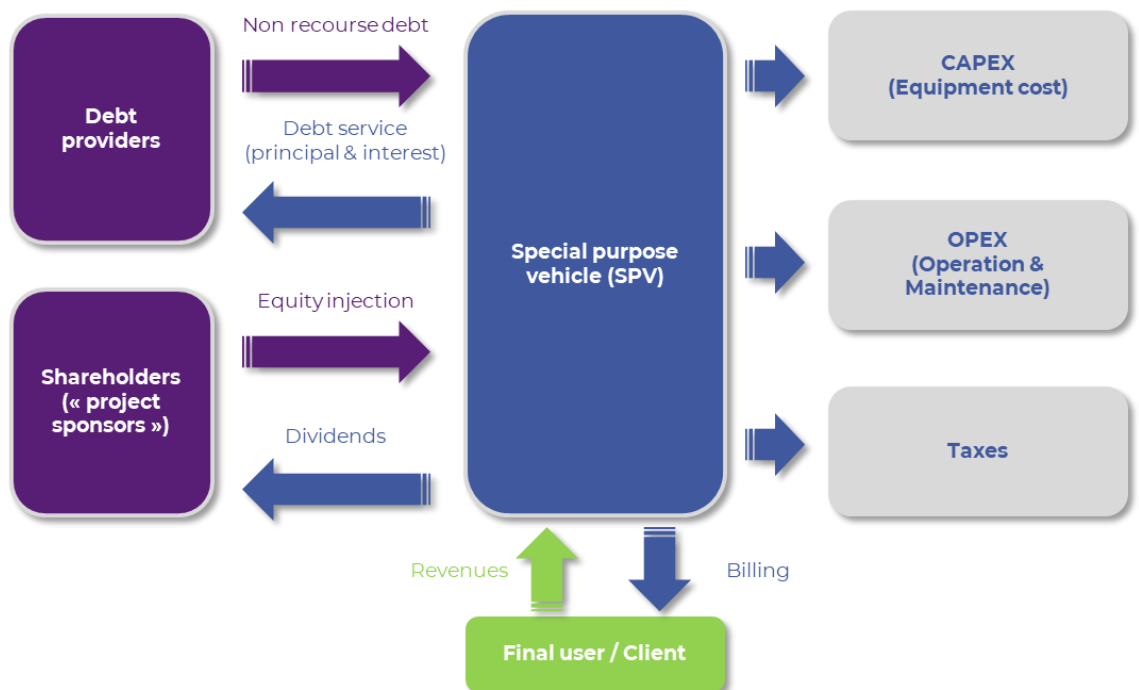 Non recourse debt
Debt
providers
Debt service
(principal & interest)
Equity injection
Shareholders
(« project
sponsors »)
Dividends
Special purpose
vehicle (SPV)
CAPEX
(Equipment cost)
OPEX
(Operation &
Maintenance)
Taxes
Revenues
Billing
Final user / Client